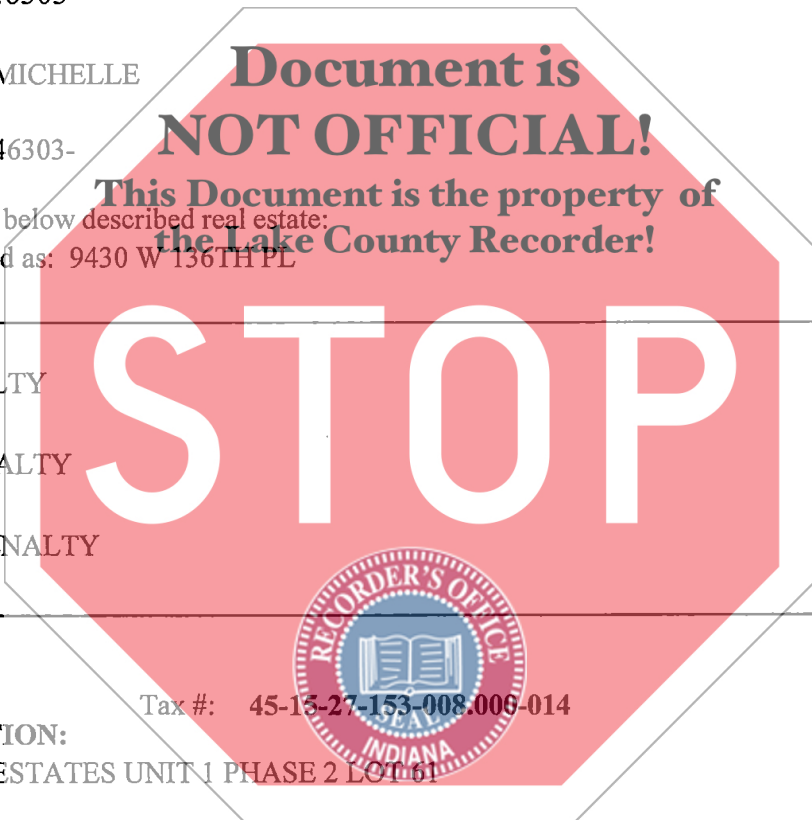 MICHELLE
Document is
NOT OFFICIAL!
46303-
This Document is the property of
below described real estate:
the Lake County Recorder!
d as: 9430 W 136TH PL
STOP
LTY
ALTY
NALTY
RECORDER'S OFFICE
SEAL
INDIANA
Tax #: 45-15-27-153-008.000-014
TION:
ESTATES UNIT 1 PHASE 2 LOT 61